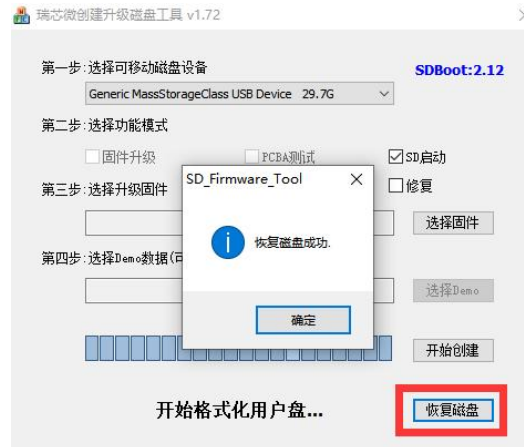 瑞芯微创建升级磁盘工具 v1.72
第一步:选择可移动磁盘设备
SDBoot:2.12
Generic MassStorageClass USB Device 29.7G
第二步:选择功能模式
固件升级
PCBA测试
SD启动
第三步:选择升级固件
修复
选择固件
SD_Firmware_Tool
恢复磁盘成功.
确定
第四步:选择Demo数据(可
选择Demo
开始创建
开始格式化用户盘...
恢复磁盘